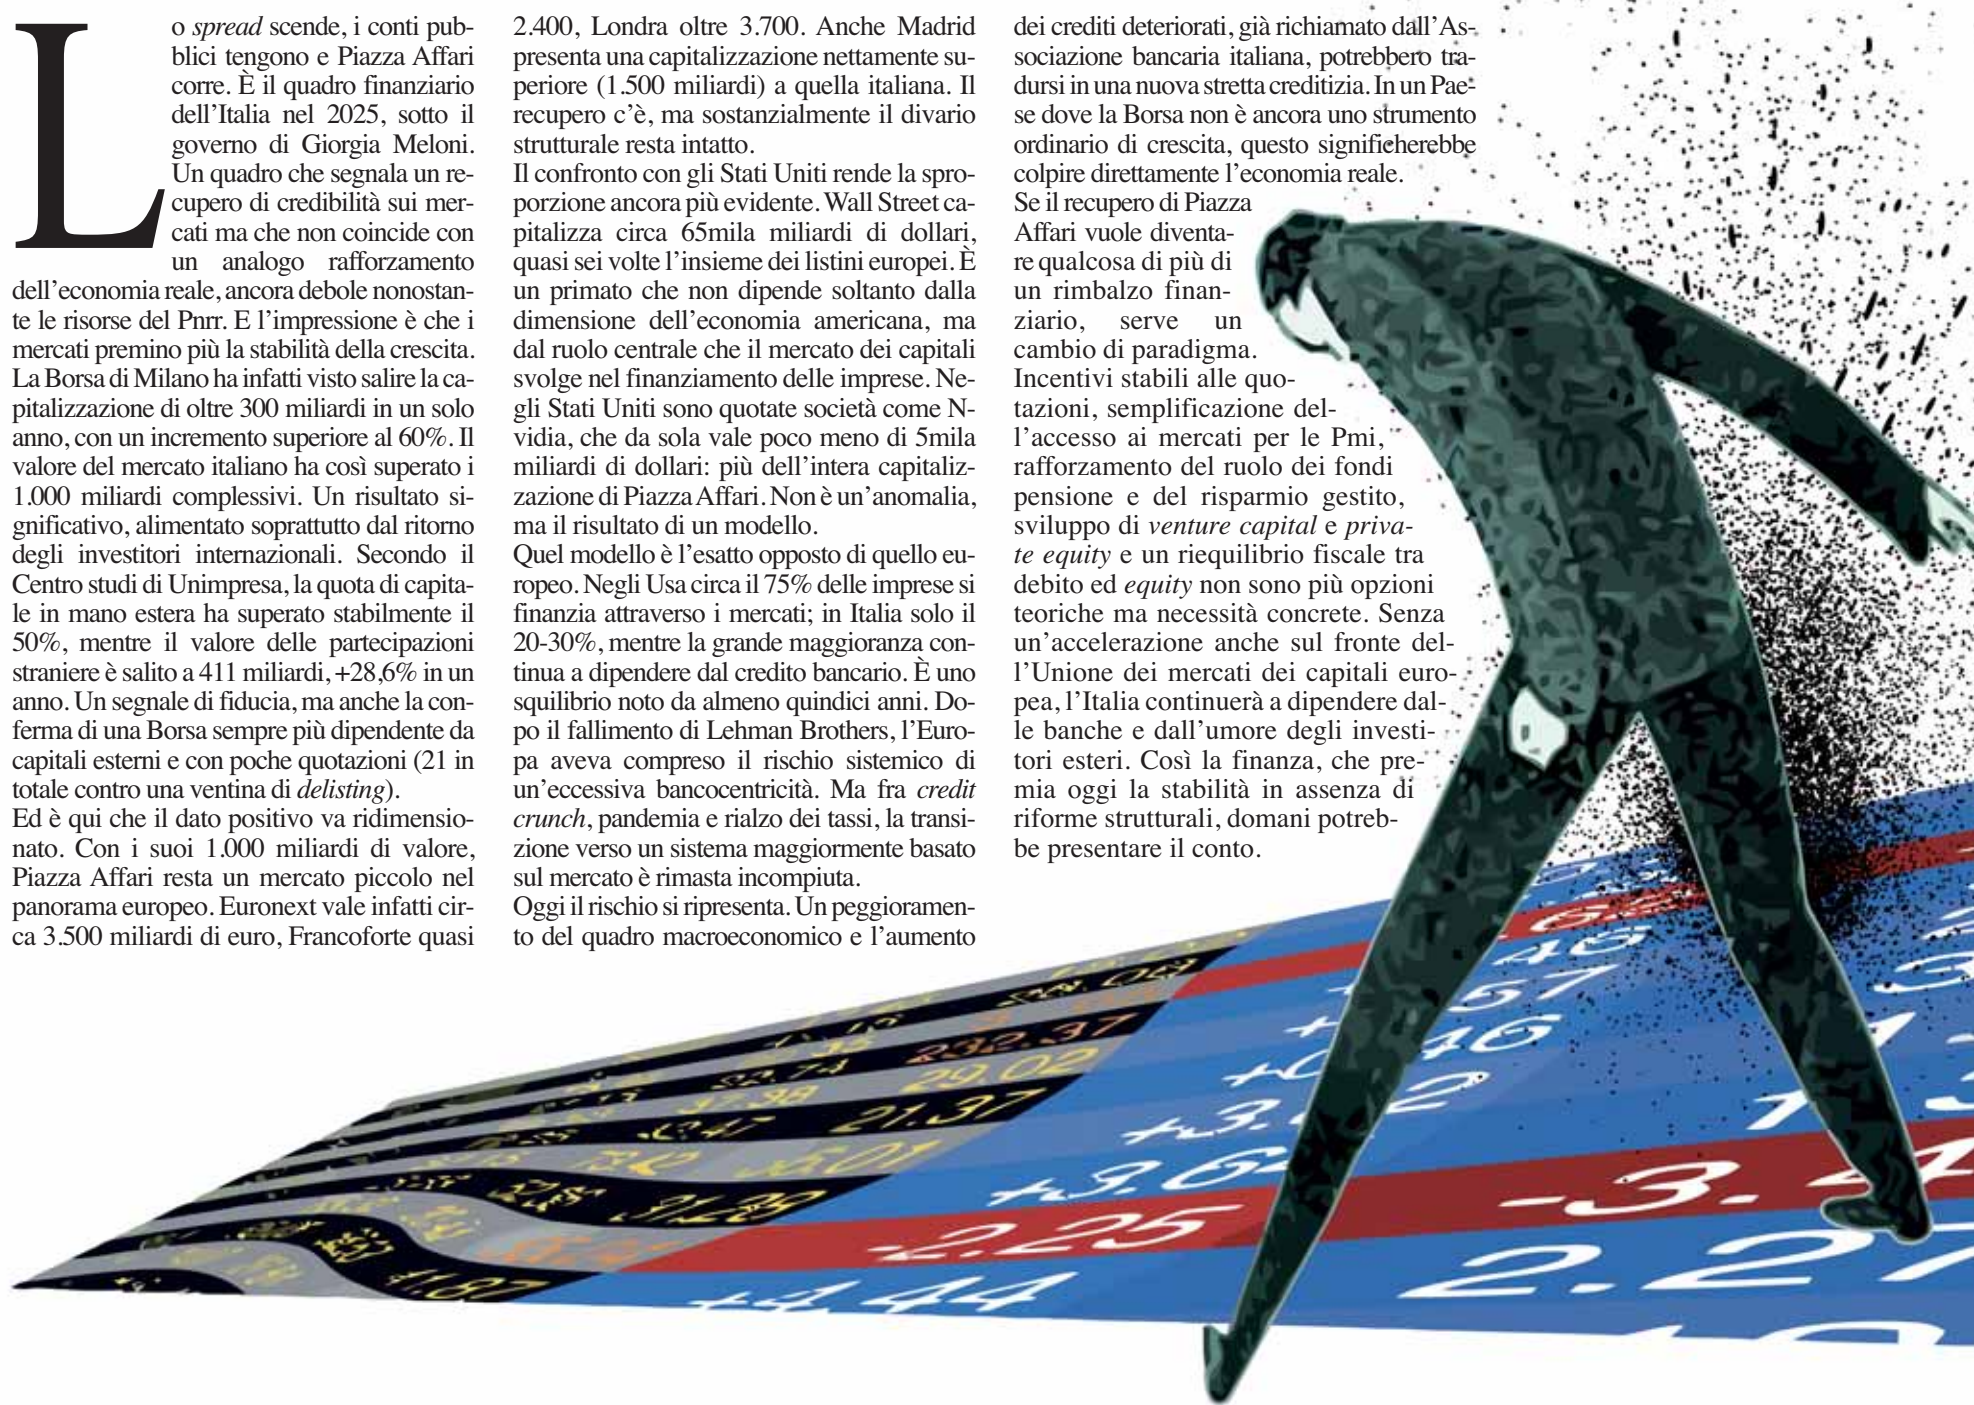 Lo spread scende, i conti pub-
blici tengono e Piazza Affari
corre. È il quadro finanziario
dell'Italia nel 2025, sotto il
governo di Giorgia Meloni.
Un quadro che segnala un re-
cupero di credibilità sui mer-
cati ma che non coincide con
un analogo rafforzamento
dell'economia reale, ancora debole nonostan-
te le risorse del Pnrr. E l'impressione è che i
mercati premino più la stabilità della crescita.
La Borsa di Milano ha infatti visto salire la ca-
pitalizzazione di oltre 300 miliardi in un solo
anno, con un incremento superiore al 60%. Il
valore del mercato italiano ha così superato i
1.000 miliardi complessivi. Un risultato si-
gnificativo, alimentato soprattutto dal ritorno
degli investitori internazionali. Secondo il
Centro studi di Unimpresa, la quota di capita-
le in mano estera ha superato stabilmente il
50%, mentre il valore delle partecipazioni
straniere è salito a 411 miliardi, +28,6% in un
anno. Un segnale di fiducia, ma anche la con-
ferma di una Borsa sempre più dipendente da
capitali esterni e con poche quotazioni (21 in
totale contro una ventina di delisting).
Ed è qui che il dato positivo va ridimensio-
nato. Con i suoi 1.000 miliardi di valore,
Piazza Affari resta un mercato piccolo nel
panorama europeo. Euronext vale infatti cir-
ca 3.500 miliardi di euro, Francoforte quasi
2.400, Londra oltre 3.700. Anche Madrid
presenta una capitalizzazione nettamente su-
periore (1.500 miliardi) a quella italiana. Il
recupero c'è, ma sostanzialmente il divario
strutturale resta intatto.
Il confronto con gli Stati Uniti rende la spro-
porzione ancora più evidente. Wall Street ca-
pitalizza circa 65mila miliardi di dollari,
quasi sei volte l'insieme dei listini europei. È
un primato che non dipende soltanto dalla
dimensione dell'economia americana, ma
dal ruolo centrale che il mercato dei capitali
svolge nel finanziamento delle imprese. Ne-
gli Stati Uniti sono quotate società come N-
vidia, che da sola vale poco meno di 5mila
miliardi di dollari: più dell'intera capitaliz-
zazione di Piazza Affari. Non è un'anomalia,
ma il risultato di un modello.
Quel modello è l'esatto opposto di quello eu-
ropeo. Negli Usa circa il 75% delle imprese si
finanzia attraverso i mercati; in Italia solo il
20-30%, mentre la grande maggioranza con-
tinua a dipendere dal credito bancario. È uno
squilibrio noto da almeno quindici anni. Do-
po il fallimento di Lehman Brothers, l'Euro-
pa aveva compreso il rischio sistemico di
un'eccessiva bancocentricità. Ma fra credit
crunch, pandemia e rialzo dei tassi, la transi-
zione verso un sistema maggiormente basato
sul mercato è rimasta incompiuta.
Oggi il rischio si ripresenta. Un peggioramen-
to del quadro macroeconomico e l'aumento
dei crediti deteriorati, già richiamato dall'As-
sociazione bancaria italiana, potrebbero tra-
dursi in una nuova stretta creditizia. In un Pae-
se dove la Borsa non è ancora uno strumento
ordinario di crescita, questo significherebbe
colpire direttamente l'economia reale.
Se il recupero di Piazza
Affari vuole diventa-
re qualcosa di più di
un rimbalzo finan-
ziario, serve un
cambio di paradigma.
Incentivi stabili alle quo-
tazioni, semplificazione del-
l'accesso ai mercati per le Pmi,
rafforzamento del ruolo dei fondi
pensione e del risparmio gestito,
sviluppo di venture capital e priva-
te equity e un riequilibrio fiscale tra
debito ed equity non sono più opzioni
teoriche ma necessità concrete. Senza
un'accelerazione anche sul fronte del-
l'Unione dei mercati dei capitali euro-
pea, l'Italia continuerà a dipendere dal-
le banche e dall'umore degli investi-
tori esteri. Così la finanza, che pre-
mia oggi la stabilità in assenza di
riforme strutturali, domani potreb-
be presentare il conto.
232.37
29.02
21.37
-2.25
2.27